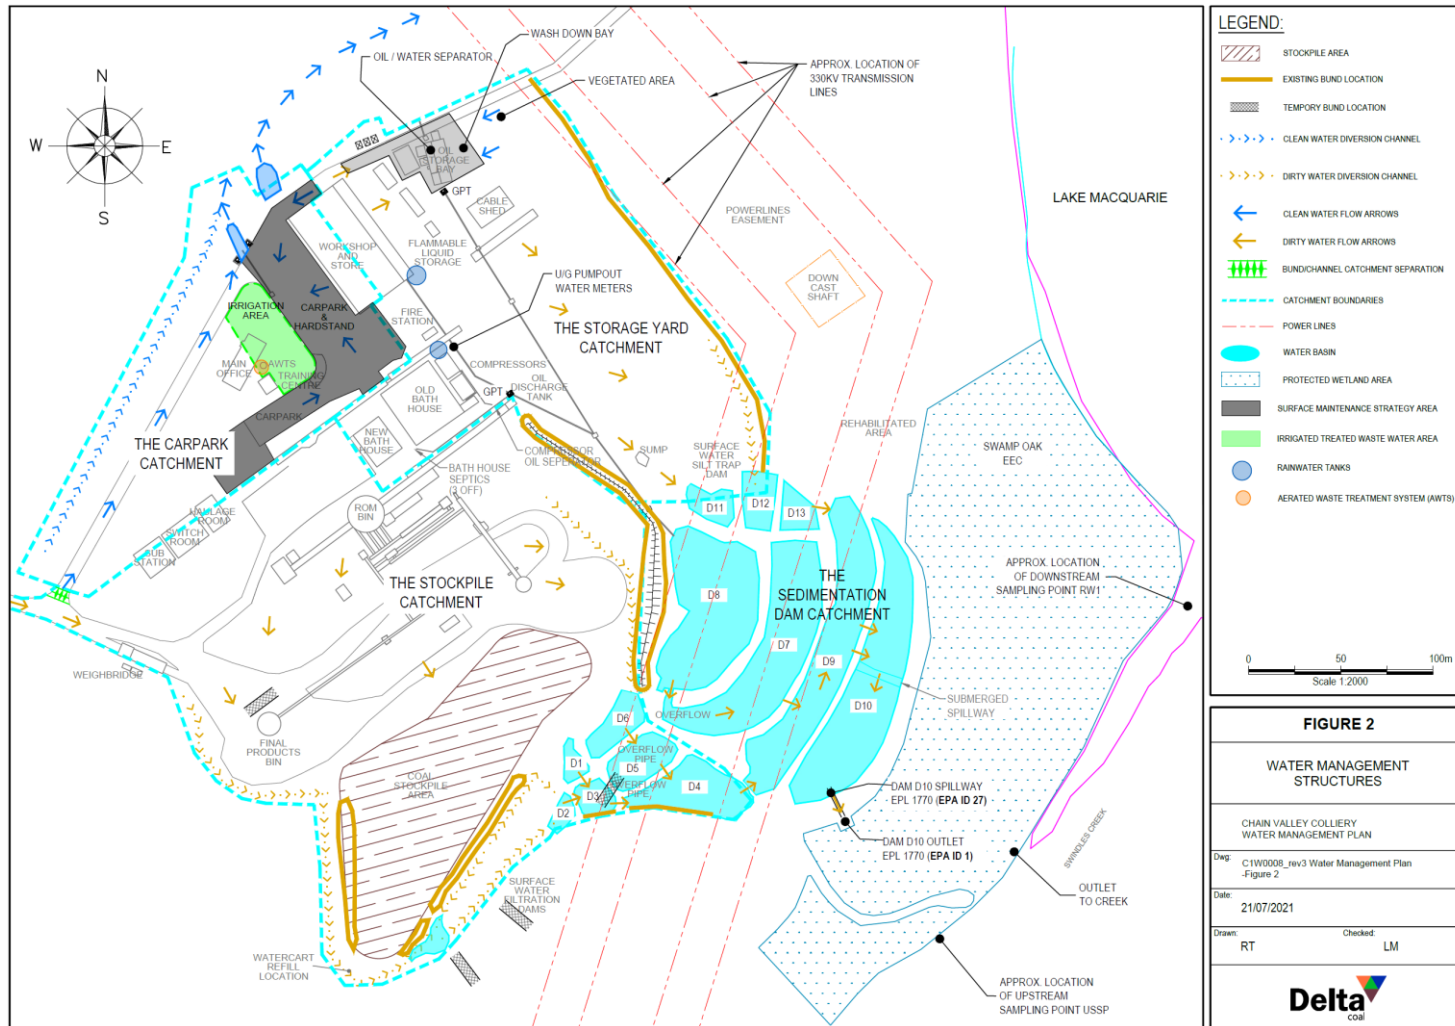 OIL / WATER SEPARATOR
WASH DOWN BAY
VEGETATED AREA
APPROX. LOCATION OF
330KV TRANSMISSION
LINES
N
W
E
S
OIL
STORAGE
BAY
GPT
CABLE
SHED
WORKSHOP
AND
STORE
FLAMMABLE
LIQUID
STORAGE
POWERLINES
EASEMENT
LAKE MACQUARIE
DOWN
CAST
SHAFT
U/G PUMPOUT
WATER METERS
IRRIGATION
AREA
CARPARK
&
HARDSTAND
FIRE
STATION
THE STORAGE YARD
CATCHMENT
MAIN
OFFICE
AWTS
TRAINING
CENTRE
COMPRESSORS
OIL
DISCHARGE
TANK
GPT
OLD
BATH
HOUSE
CARPARK
THE CARPARK
CATCHMENT
NEW
BATH
HOUSE
BATH HOUSE
SEPTICS
(3 OFF)
COMPRESSOR
OIL SEPERATOR
SUMP
SURFACE
WATER
SILT TRAP
DAM
REHABILITATED
AREA
SWAMP OAK
EEC
HAULAGE
ROOM
SWITCH
ROOM
SUB
STATION
ROM
BIN
D11
D12
D13
THE STOCKPILE
CATCHMENT
THE
SEDIMENTATION
DAM CATCHMENT
D8
D7
D9
D10
APPROX. LOCATION
OF DOWNSTREAM
SAMPLING POINT RW1
WEIGHBRIDGE
FINAL
PRODUCTS
BIN
COAL
STOCKPILE
AREA
D6
OVERFLOW
SUBMERGED
SPILLWAY
OVERFLOW
PIPE
D1
D5
OVERFLOW
PIPE
D3
D4
D2
DAM D10 SPILLWAY
EPL 1770 (EPA ID 27)
DAM D10 OUTLET
EPL 1770 (EPA ID 1)
SWINDLES CREEK
OUTLET
TO CREEK
SURFACE
WATER
FILTRATION
DAMS
WATERCART
REFILL
LOCATION
APPROX. LOCATION
OF UPSTREAM
SAMPLING POINT USSP
LEGEND:
STOCKPILE AREA
EXISTING BUND LOCATION
TEMPORY BUND LOCATION
CLEAN WATER DIVERSION CHANNEL
DIRTY WATER DIVERSION CHANNEL
CLEAN WATER FLOW ARROWS
DIRTY WATER FLOW ARROWS
BUND/CHANNEL CATCHMENT SEPARATION
CATCHMENT BOUNDARIES
POWER LINES
WATER BASIN
PROTECTED WETLAND AREA
SURFACE MAINTENANCE STRATEGY AREA
IRRIGATED TREATED WASTE WATER AREA
RAINWATER TANKS
AERATED WASTE TREATMENT SYSTEM (AWTS)
0 50 100m
Scale 1:2000
FIGURE 2
WATER MANAGEMENT
STRUCTURES
CHAIN VALLEY COLLIERY
WATER MANAGEMENT PLAN
Dwg: C1W0008_rev3 Water Management Plan
-Figure 2
Date:
21/07/2021
Drawn: Checked:
RT LM
Delta
coal